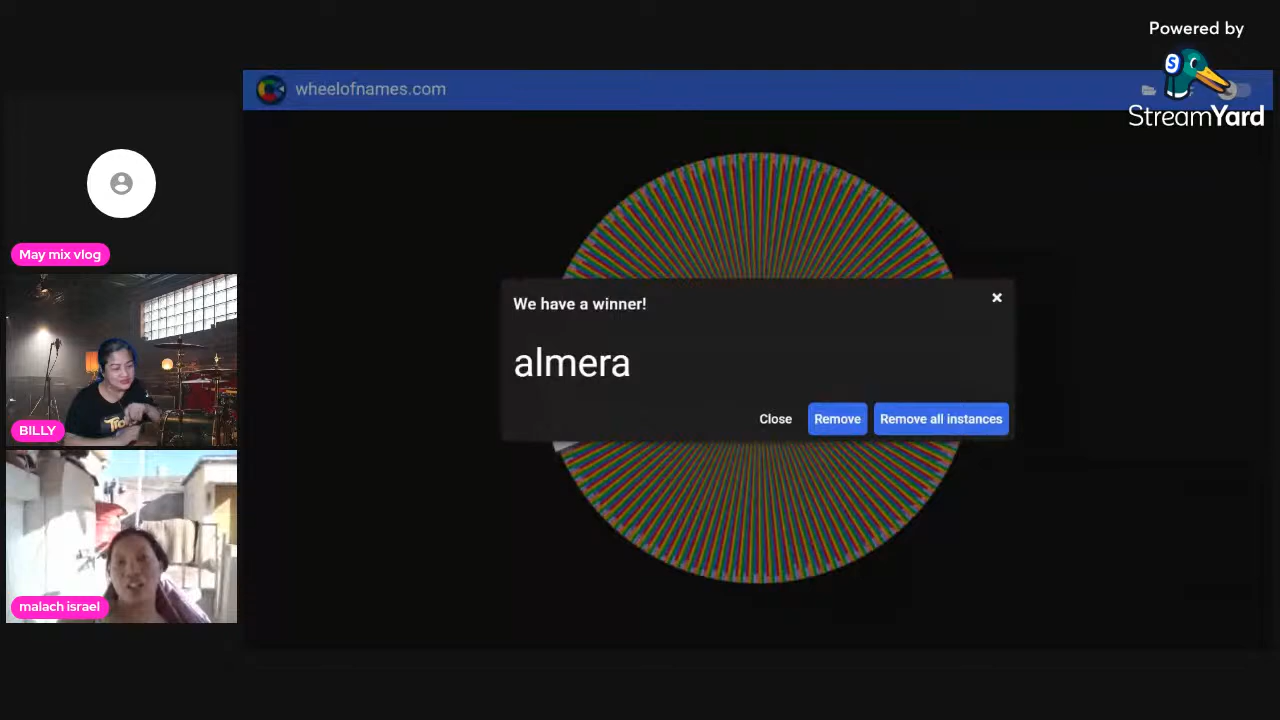 Powered by
StreamYard
wheelofnames.com
May mix vlog
We have a winner!
almera
Close
Remove
Remove all instances
BILLY
malach israel